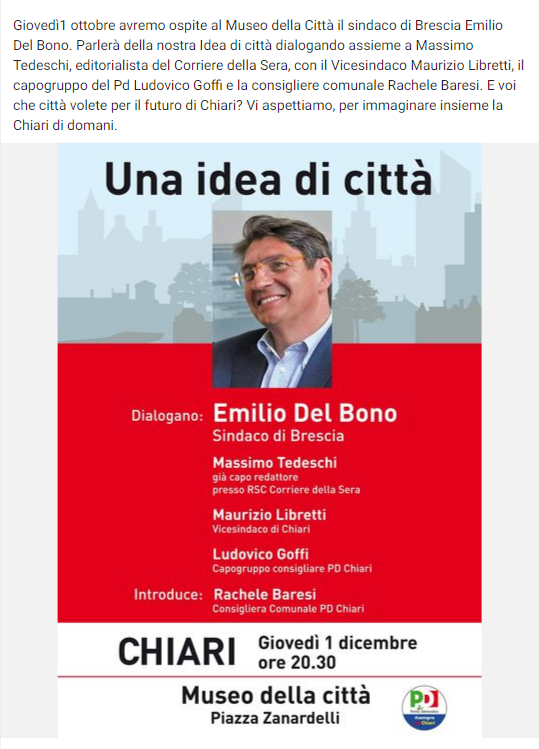 Giovedì1 ottobre avremo ospite al Museo della Città il sindaco di Brescia Emilio
Del Bono. Parlerà della nostra Idea di città dialogando assieme a Massimo
Tedeschi, editorialista del Corriere della Sera, con il Vicesindaco Maurizio Libretti, il
capogruppo del Pd Ludovico Goffi e la consigliere comunale Rachele Baresi. E voi
che città volete per il futuro di Chiari? Vi aspettiamo, per immaginare insieme la
Chiari di domani.
Una idea di città
Dialogano: Emilio Del Bono
Sindaco di Brescia
Massimo Tedeschi
già capo redattore
presso RSC Corriere della Sera
Maurizio Libretti
Vicesindaco di Chiari
Ludovico Goffi
Capogruppo consigliare PD Chiari
Introduce: Rachele Baresi
Consigliera Comunale PD Chiari
CHIARI
Giovedì 1 dicembre
ore 20.30
Museo della città
Piazza Zanardelli
PD